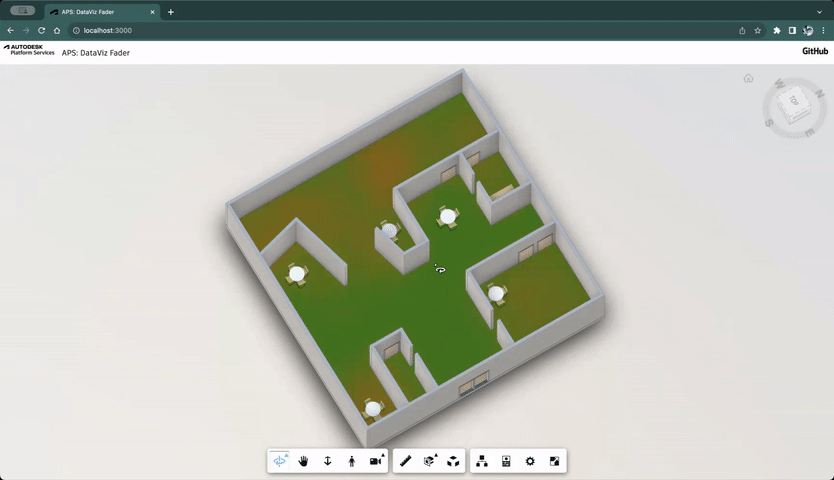 APS: DataViz Fader
localhost:3000
AUTODESK
Platform Services
APS: DataViz Fader
GitHub
TOP
W
N
S
E